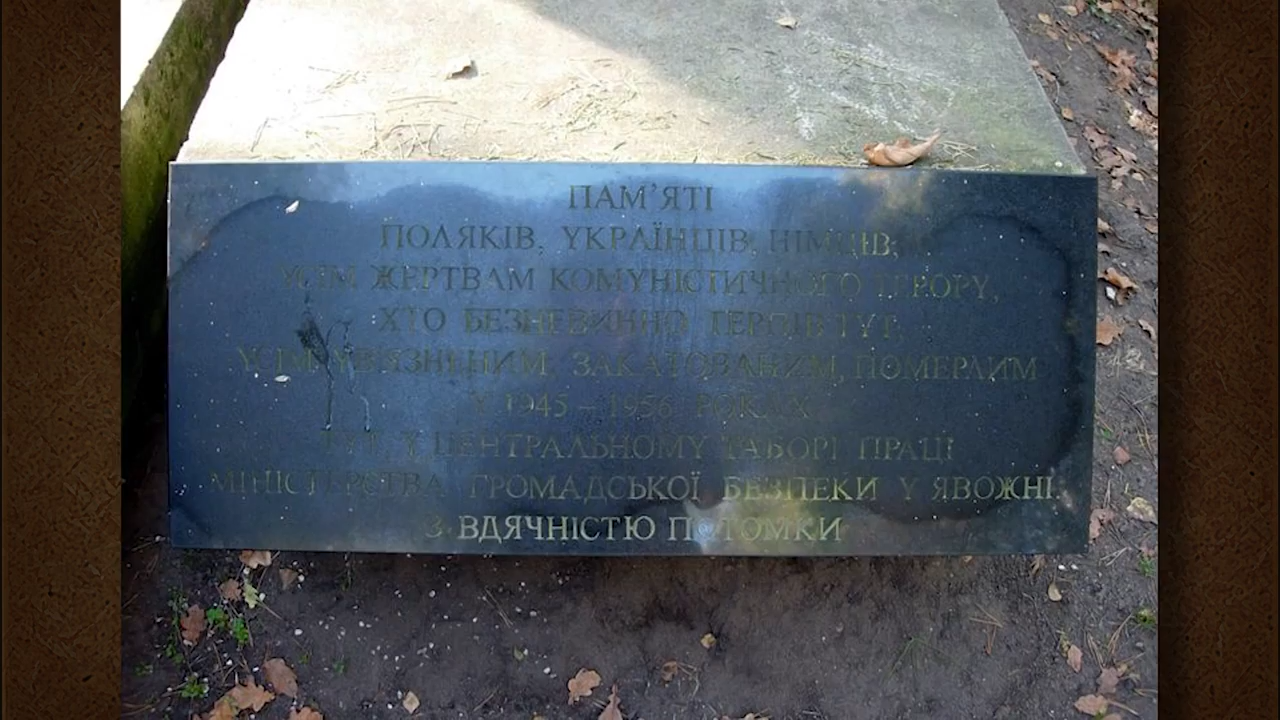 ПАМ’ЯТІ
ПОЛЯКІВ, УКРАЇНЦІВ, НІМЦІВ,
УСІМ ЖЕРТВАМ КОМУНІСТИЧНОГО ТЕРОРУ,
ХТО БЕЗНЕВИННО ТЕРПІВ ТУТ,
УСІМ УВ’ЯЗНЕНИМ, ЗАКАТОВАНИМ, ПОМЕРЛИМ
У 1945 – 1956 РОКАХ
ТУТ, У ЦЕНТРАЛЬНОМУ ТАБОРІ ПРАЦІ
МІНІСТЕРСТВА ГРОМАДСЬКОЇ БЕЗПЕКИ У ЯВОЖНІ.
З ВДЯЧНІСТЮ ПОТОМКИ